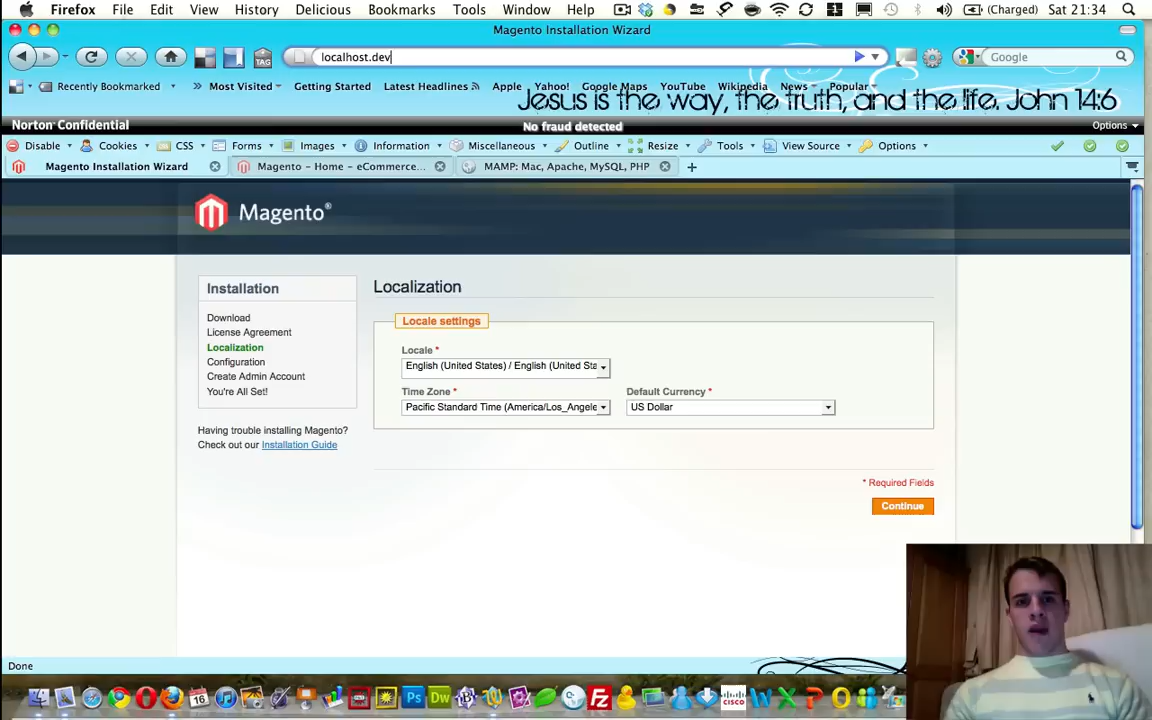 Firefox File Edit View History Delicious Bookmarks Tools Window Help (Charged) Sat 21:34
Magento Installation Wizard
TAG localhost.dev Google
Recently Bookmarked Most Visited Getting Started Latest Headlines Apple Yahoo! Google Maps YouTube Wikipedia News Popular
Jesus is the way, the truth, and the life. John 14:6
Norton Confidential No fraud detected Options
Disable Cookies CSS Forms Images Information Miscellaneous Outline Resize Tools View Source Options
Magento Installation Wizard Magento - Home - eCommerce... MAMP: Mac, Apache, MySQL, PHP
Magento®
Installation
Download
License Agreement
Localization
Configuration
Create Admin Account
You're All Set!
Having trouble installing Magento?
Check out our Installation Guide
Localization
Locale settings
Locale *
English (United States) / English (United Sta
Time Zone * Default Currency *
Pacific Standard Time (America/Los_Angele US Dollar
* Required Fields
Continue
Done
16 Ps Dw Fz cisco W X P O